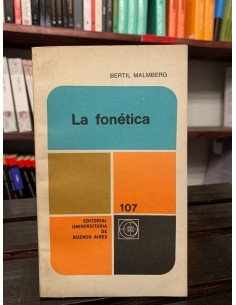 BERTIL MALMBERG
La fonética
107
EDITORIAL
UNIVERSITARIA
DE
BUENOS AIRES